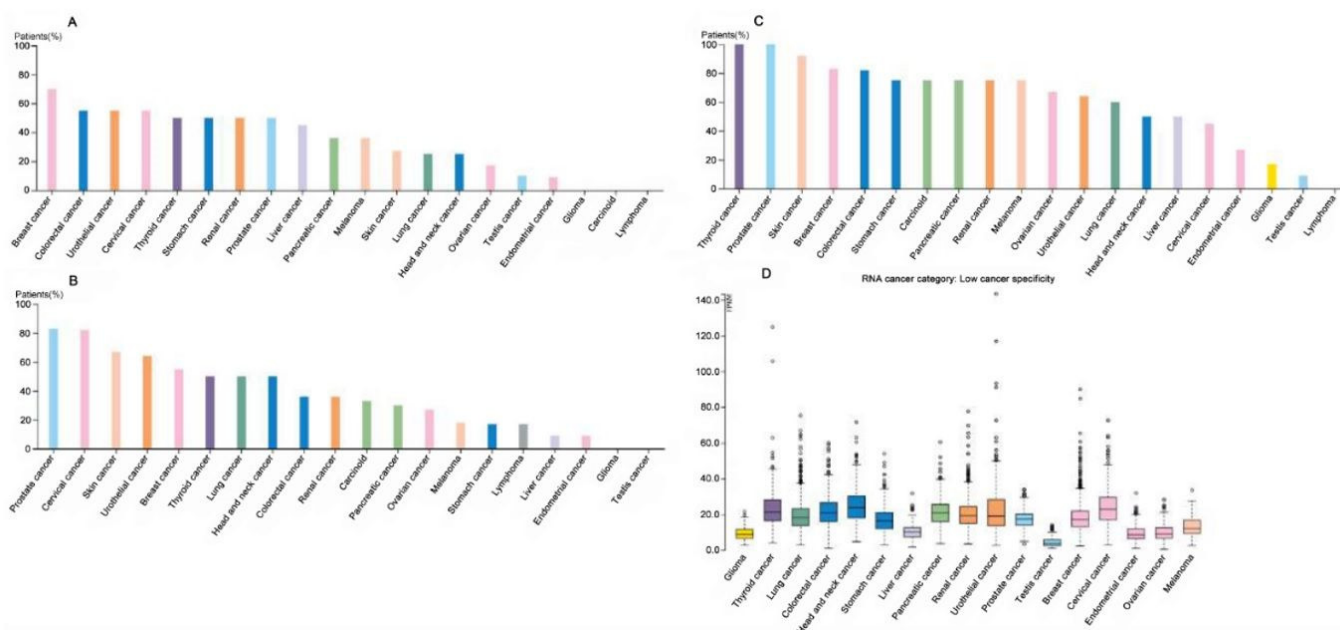 A
Patients(%)
100
80
60
40
20
0
Breast cancer
Colorectal cancer
Urothelial cancer
Cervical cancer
Thyroid cancer
Stomach cancer
Renal cancer
Prostate cancer
Liver cancer
Pancreatic cancer
Melanoma
Skin cancer
Lung cancer
Head and neck cancer
Ovarian cancer
Testis cancer
Endometrial cancer
Glioma
Carcinoid
Lymphoma
B
Patients(%)
100
80
60
40
20
0
Prostate cancer
Cervical cancer
Skin cancer
Urothelial cancer
Breast cancer
Thyroid cancer
Lung cancer
Head and neck cancer
Colorectal cancer
Renal cancer
Carcinoid
Pancreatic cancer
Ovarian cancer
Melanoma
Stomach cancer
Lymphoma
Liver cancer
Endometrial cancer
Glioma
Testis cancer
C
Patients(%)
100
80
60
40
20
0
Thyroid cancer
Prostate cancer
Skin cancer
Breast cancer
Colorectal cancer
Stomach cancer
Carcinoid
Pancreatic cancer
Renal cancer
Melanoma
Ovarian cancer
Urothelial cancer
Lung cancer
Head and neck cancer
Liver cancer
Cervical cancer
Endometrial cancer
Glioma
Testis cancer
Lymphoma
D
RNA cancer category: Low cancer specificity
140.0
120.0
100.0
80.0
60.0
40.0
20.0
0.0
Glioma
Thyroid cancer
Lung cancer
Colorectal cancer
Head and neck cancer
Stomach cancer
Liver cancer
Pancreatic cancer
Renal cancer
Urothelial cancer
Prostate cancer
Testis cancer
Breast cancer
Cervical cancer
Endometrial cancer
Ovarian cancer
Melanoma